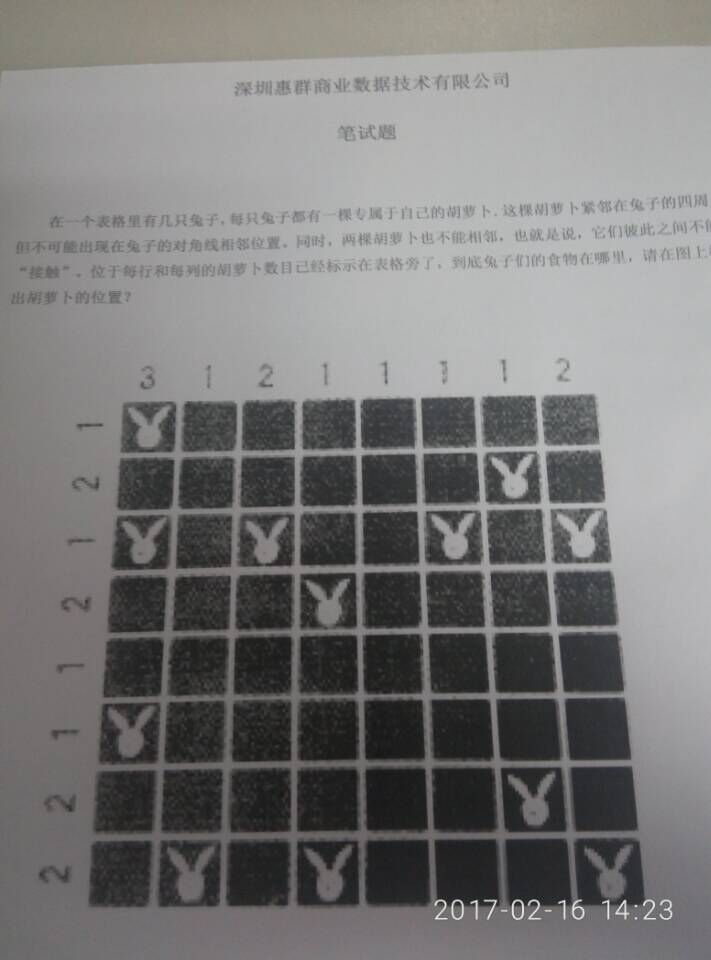 深圳惠群商业数据技术有限公司
笔试题
在一个表格里有几只兔子,每只兔子都有一棵专属于自己的胡萝卜.这棵胡萝卜紧邻在兔子的四周
但不可能出现在兔子的对角线相邻位置。同时,两棵胡萝卜也不能相邻,也就是说,它们彼此之间不
“接触”。位于每行和每列的胡萝卜数目已经标示在表格旁了,到底兔子们的食物在哪里,请在图上
出胡萝卜的位置?
3 1 2 1 1 1 1 2
1
2
1
2
1
1
2
2
2017-02-16 14:23